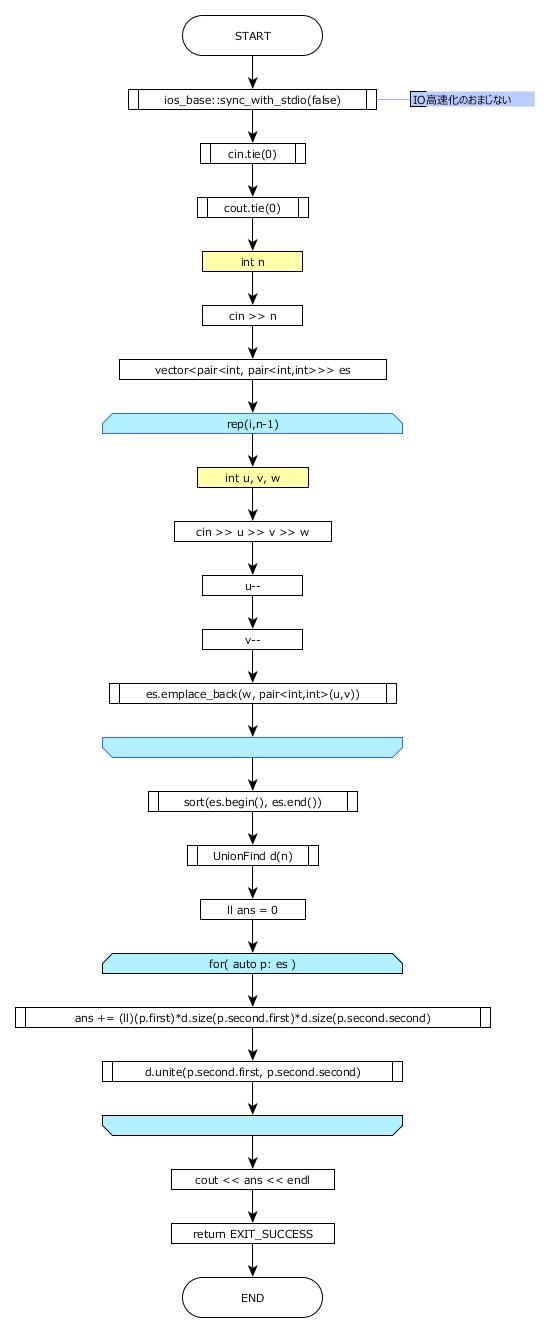 START
ios_base::sync_with_stdio(false)
IO高速化のおまじない
cin.tie(0)
cout.tie(0)
int n
cin >> n
vector<pair<int, pair<int,int>>> es
rep(i,n-1)
int u, v, w
cin >> u >> v >> w
u--
v--
es.emplace_back(w, pair<int,int>(u,v))
sort(es.begin(), es.end())
UnionFind d(n)
ll ans = 0
for( auto p: es )
ans += (ll)(p.first)*d.size(p.second.first)*d.size(p.second.second)
d.unite(p.second.first, p.second.second)
cout << ans << endl
return EXIT_SUCCESS
END